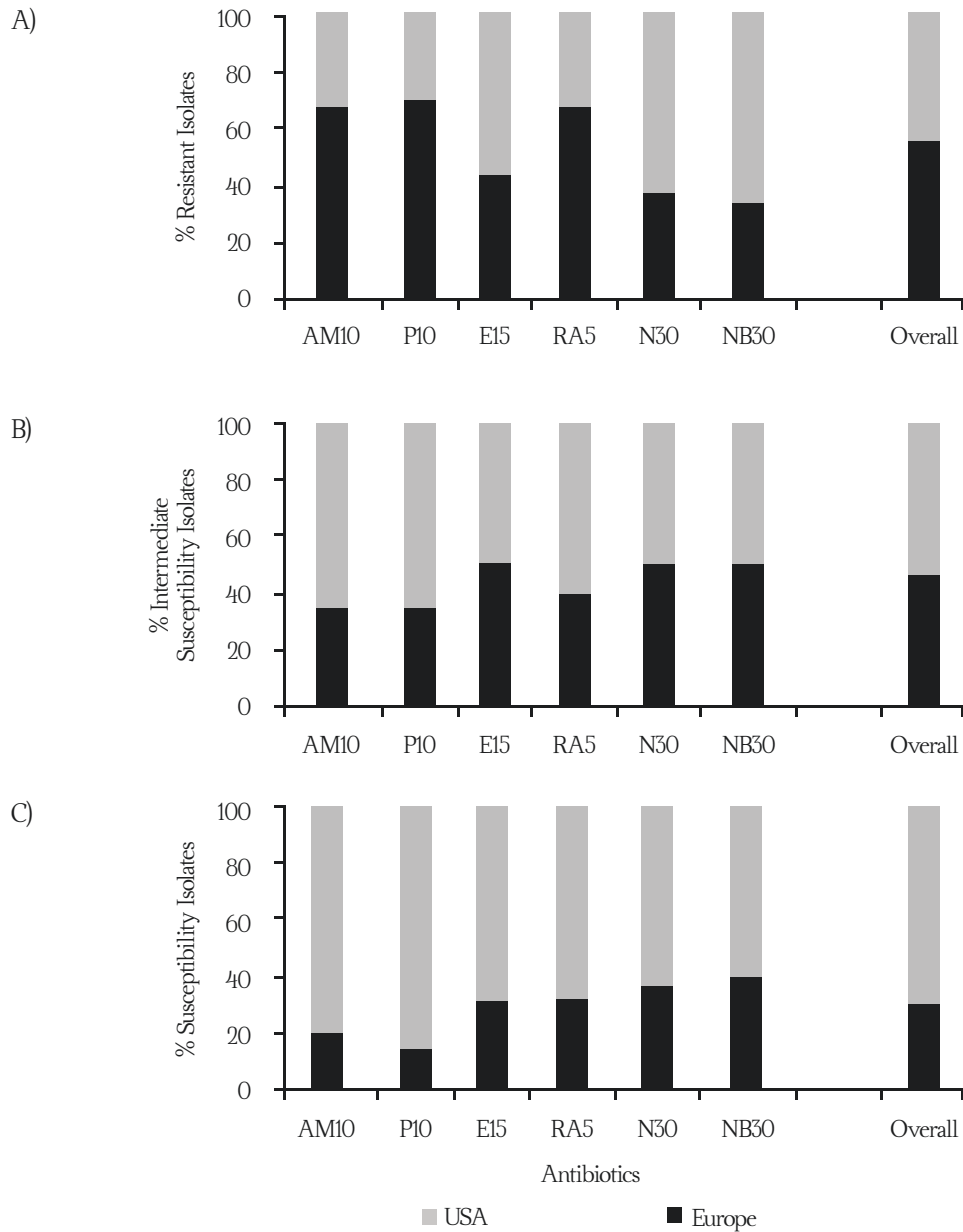 A)
% Resistant Isolates
100
80
60
40
20
0
AM10 P10 E15 RA5 N30 NB30 Overall
B)
% Intermediate
Susceptibility Isolates
100
80
60
40
20
0
AM10 P10 E15 RA5 N30 NB30 Overall
C)
% Susceptibility Isolates
100
80
60
40
20
0
AM10 P10 E15 RA5 N30 NB30 Overall
Antibiotics
USA Europe